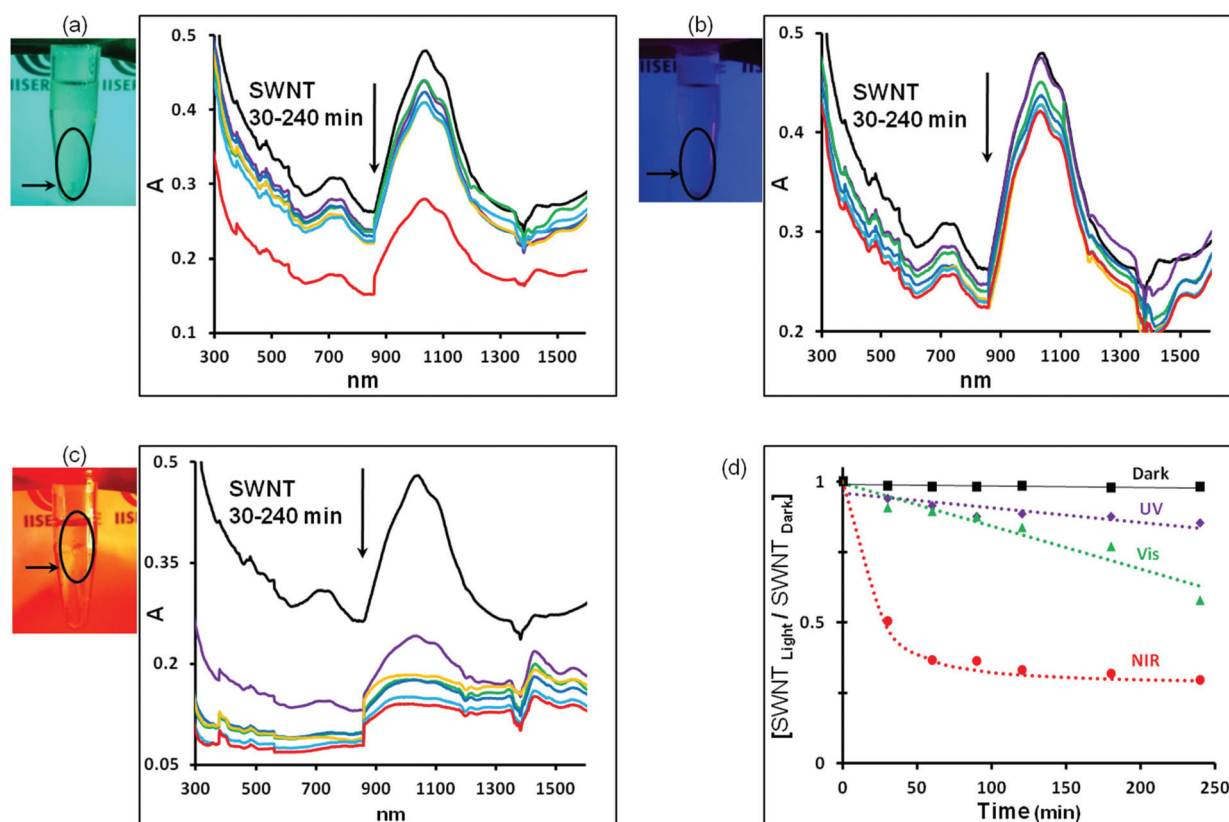 (a)
IISER
IISE
0.5
0.4
0.3
0.2
0.1
A
SWNT
30-240 min
300 500 700 900 1100 1300 1500
nm
(b)
IISER
IISE
0.5
0.4
0.3
0.2
A
SWNT
30-240 min
300 500 700 900 1100 1300 1500
nm
(c)
IISE
IISE
0.5
0.2
0.05
A
SWNT
30-240 min
300 500 700 900 1100 1300 1500
nm
(d)
[SWNT Light / SWNT Dark]
1
0.5
0
Dark
UV
Vis
NIR
0 50 100 150 200 250
Time (min)